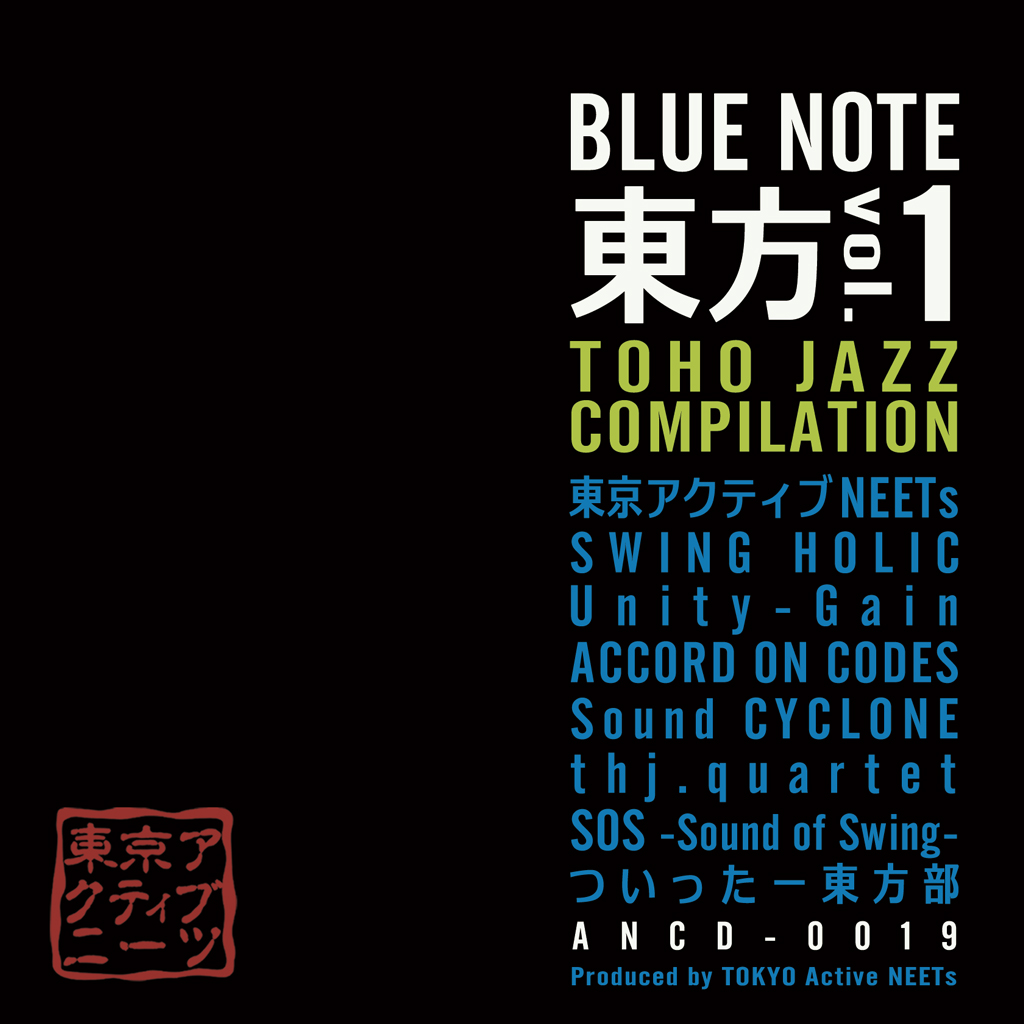 BLUE NOTE
東方 vol. 1
TOHO JAZZ
COMPILATION
東京アクティブNEETs
SWING HOLIC
Unity-Gain
ACCORD ON CODES
Sound CYCLONE
thj.quartet
SOS -Sound of Swing-
ついったー東方部
ANCD-0019
Produced by TOKYO Active NEETs
東京ア
クティブ
ニーツ